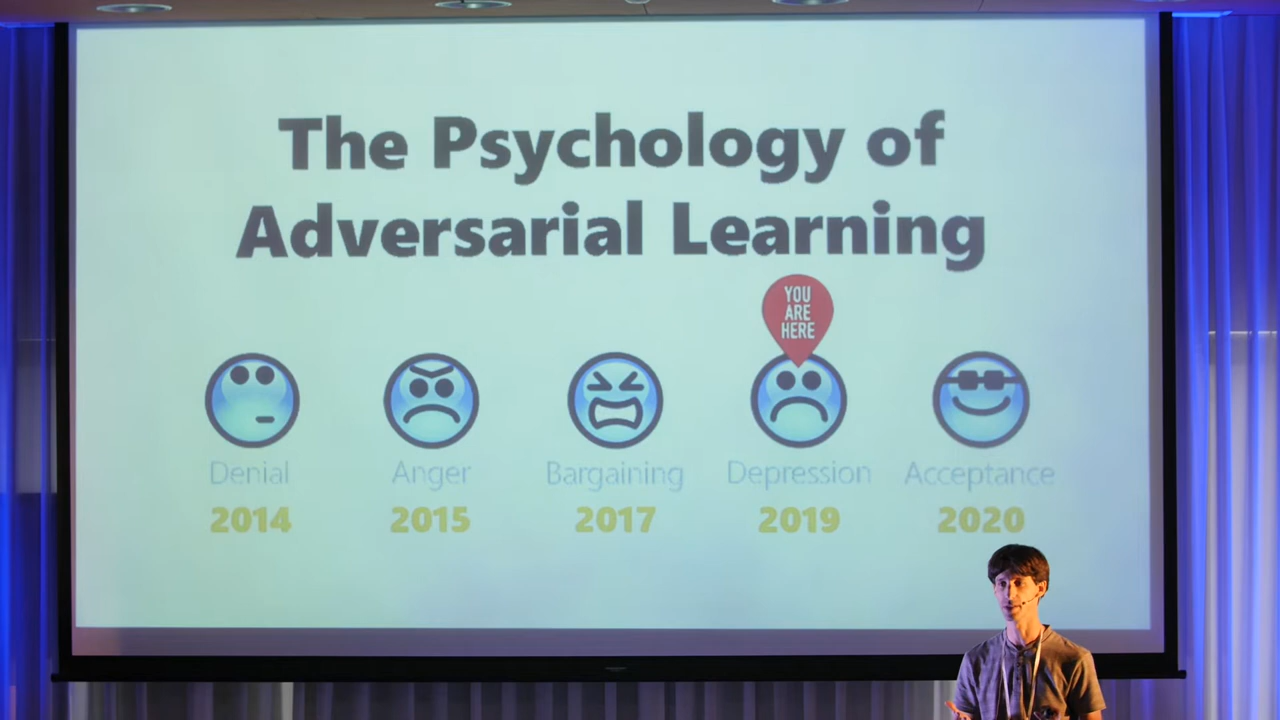 The Psychology of
Adversarial Learning
YOU
ARE
HERE
Denial Anger Bargaining Depression Acceptance
2014 2015 2017 2019 2020